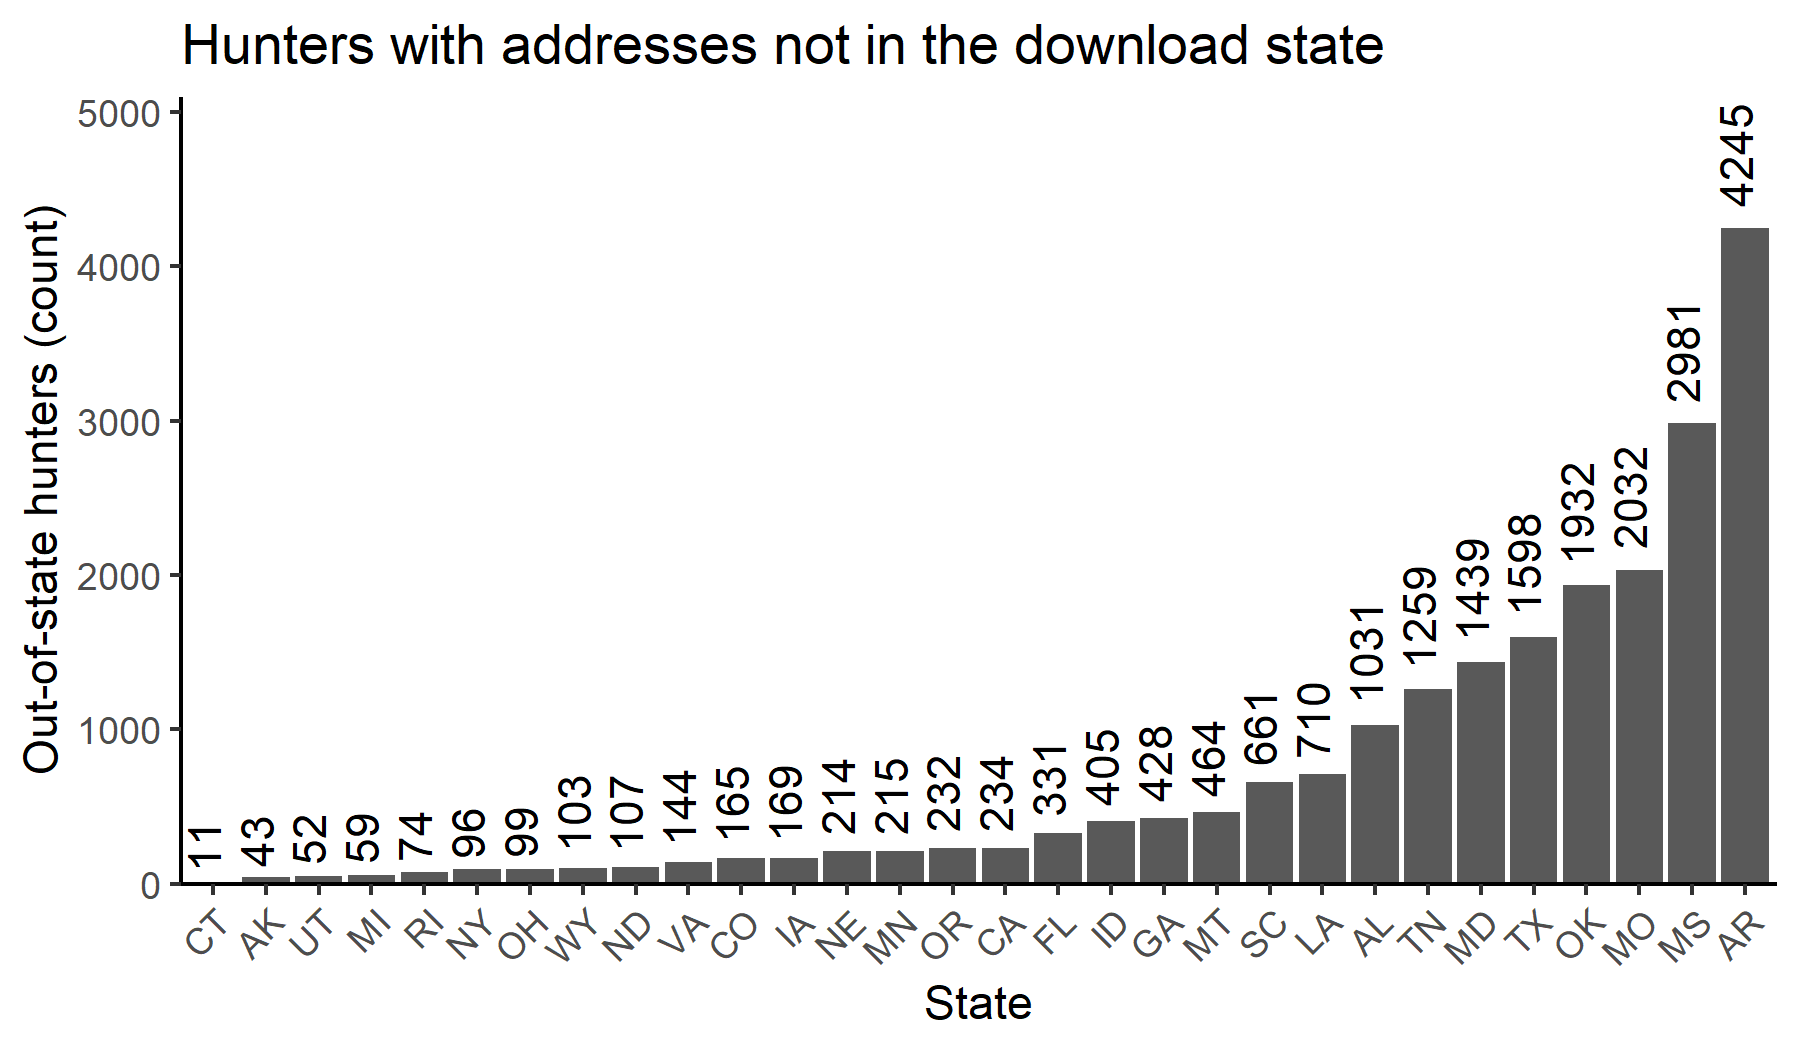 Hunters with addresses not in the download state
Out-of-state hunters (count)
5000
4000
3000
2000
1000
0
11
43
52
59
74
96
99
103
107
144
165
169
214
215
232
234
331
405
428
464
661
710
1031
1259
1439
1598
1932
2032
2981
4245
CT
AK
UT
MI
RI
NY
OH
WY
ND
VA
CO
IA
NE
MN
OR
CA
FL
ID
GA
MT
SC
LA
AL
TN
MD
TX
OK
MO
MS
AR
State